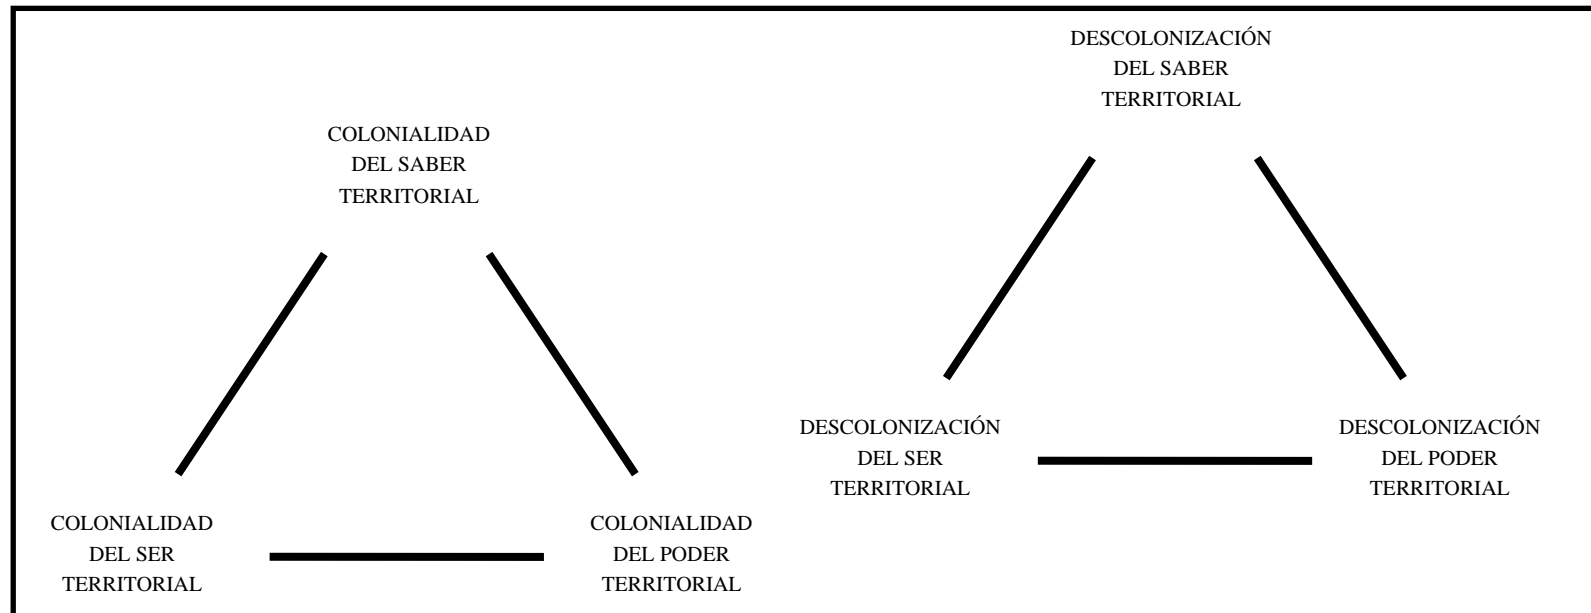 COLONIALIDAD
DEL SABER
TERRITORIAL
COLONIALIDAD
DEL SER
TERRITORIAL
COLONIALIDAD
DEL PODER
TERRITORIAL
DESCOLONIZACIÓN
DEL SABER
TERRITORIAL
DESCOLONIZACIÓN
DEL SER
TERRITORIAL
DESCOLONIZACIÓN
DEL PODER
TERRITORIAL